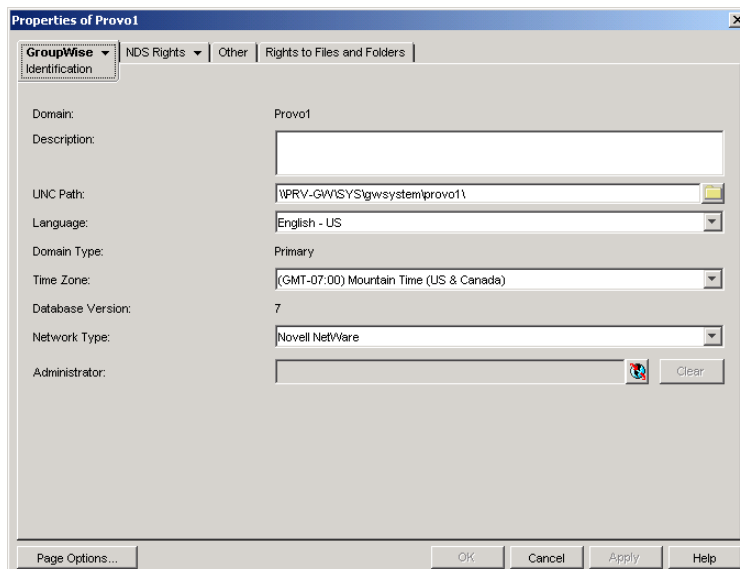 Properties of Provo1
GroupWise
NDS Rights
Other
Rights to Files and Folders
Identification
Domain: Provo1
Description:
UNC Path: \\PRV-GW\SYS\gwsystem\provo1\
Language: English - US
Domain Type: Primary
Time Zone: (GMT-07:00) Mountain Time (US & Canada)
Database Version: 7
Network Type: Novell NetWare
Administrator: Clear
Page Options... OK Cancel Apply Help